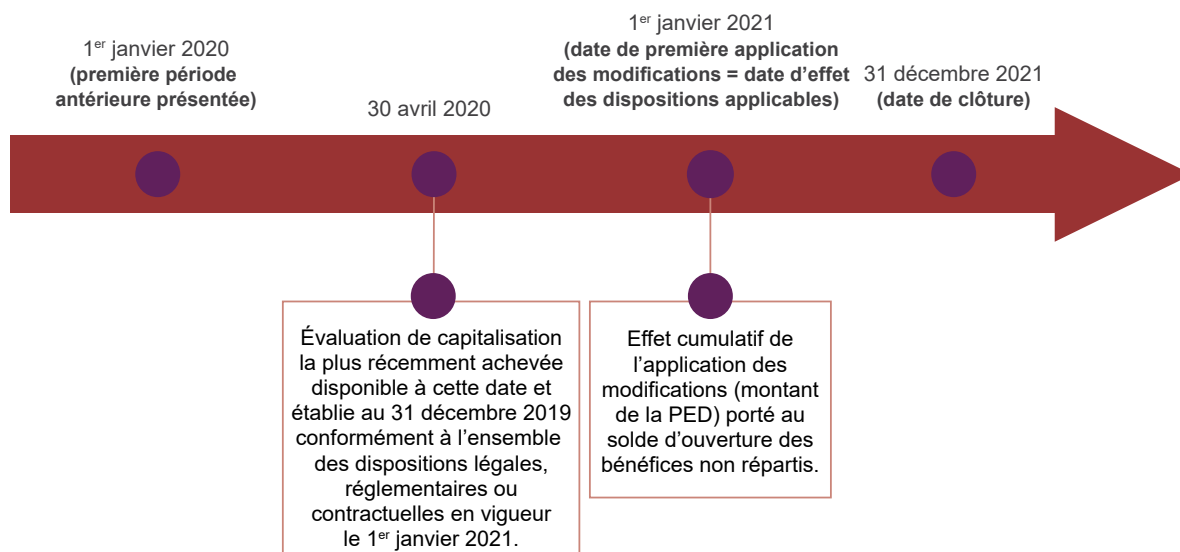 1er janvier 2020
(première période
antérieure présentée)
30 avril 2020
1er janvier 2021
(date de première application
des modifications = date d’effet
des dispositions applicables)
31 décembre 2021
(date de clôture)
Évaluation de capitalisation
la plus récemment achevée
disponible à cette date et
établie au 31 décembre 2019
conformément à l’ensemble
des dispositions légales,
réglementaires ou
contractuelles en vigueur
le 1er janvier 2021.
Effet cumulatif de
l’application des
modifications (montant
de la PED) porté au
solde d’ouverture des
bénéfices non répartis.